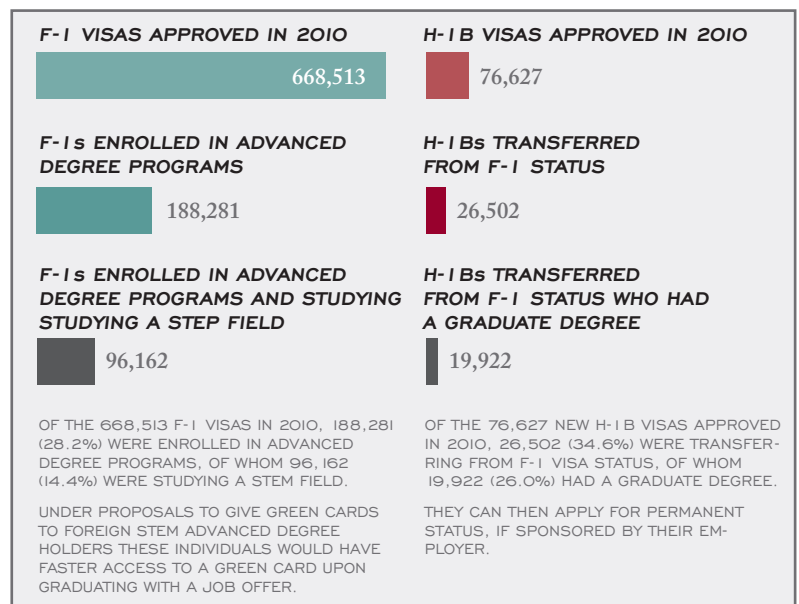 F-1 VISAS APPROVED IN 2010
668,513
F-1s ENROLLED IN ADVANCED
DEGREE PROGRAMS
188,281
F-1s ENROLLED IN ADVANCED
DEGREE PROGRAMS AND STUDYING
STUDYING A STEP FIELD
96,162
OF THE 668,513 F-1 VISAS IN 2010, 188,281
(28.2%) WERE ENROLLED IN ADVANCED
DEGREE PROGRAMS, OF WHOM 96,162
(14.4%) WERE STUDYING A STEM FIELD.
UNDER PROPOSALS TO GIVE GREEN CARDS
TO FOREIGN STEM ADVANCED DEGREE
HOLDERS THESE INDIVIDUALS WOULD HAVE
FASTER ACCESS TO A GREEN CARD UPON
GRADUATING WITH A JOB OFFER.
H-1B VISAS APPROVED IN 2010
76,627
H-1Bs TRANSFERRED
FROM F-1 STATUS
26,502
H-1Bs TRANSFERRED
FROM F-1 STATUS WHO HAD
A GRADUATE DEGREE
19,922
OF THE 76,627 NEW H-1B VISAS APPROVED
IN 2010, 26,502 (34.6%) WERE TRANSFER-
RING FROM F-1 VISA STATUS, OF WHOM
19,922 (26.0%) HAD A GRADUATE DEGREE.
THEY CAN THEN APPLY FOR PERMANENT
STATUS, IF SPONSORED BY THEIR EM-
PLOYER.